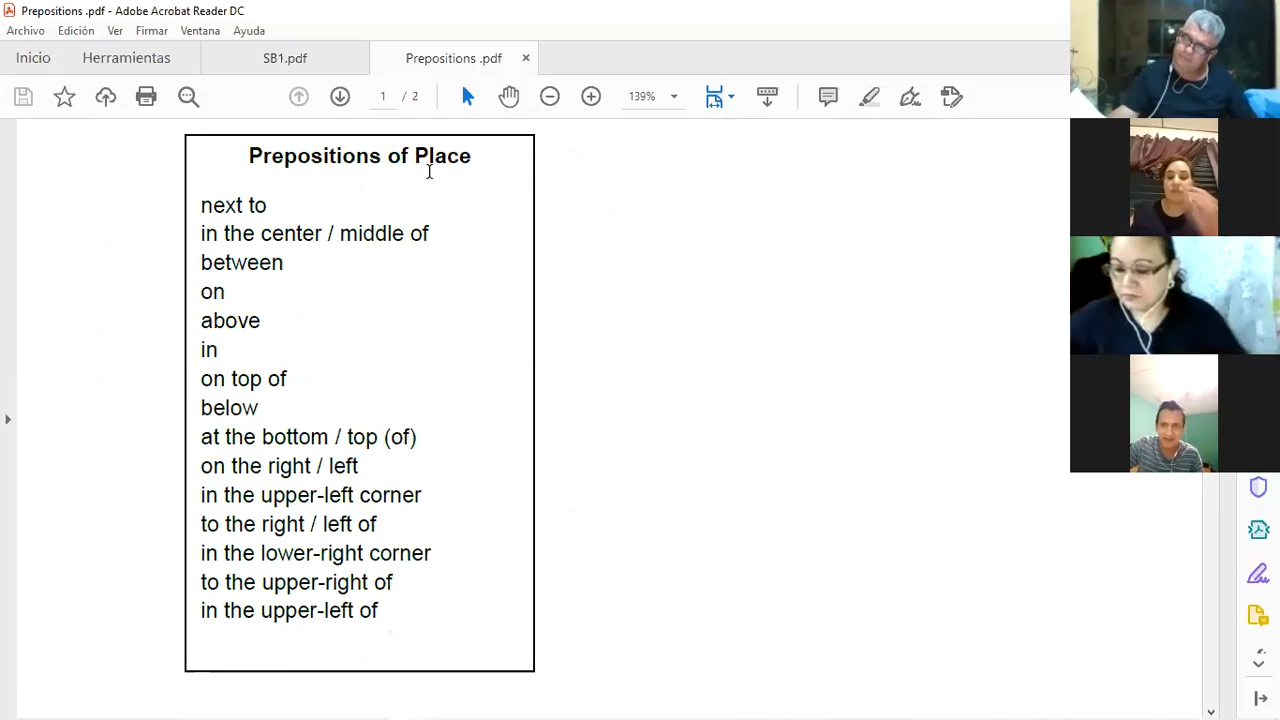 Prepositions .pdf - Adobe Acrobat Reader DC
Archivo Edición Ver Firmar Ventana Ayuda
Inicio Herramientas SB1.pdf Prepositions .pdf ×
1 / 2 139%
Prepositions of Place
next to
in the center / middle of
between
on
above
in
on top of
below
at the bottom / top (of)
on the right / left
in the upper-left corner
to the right / left of
in the lower-right corner
to the upper-right of
in the upper-left of